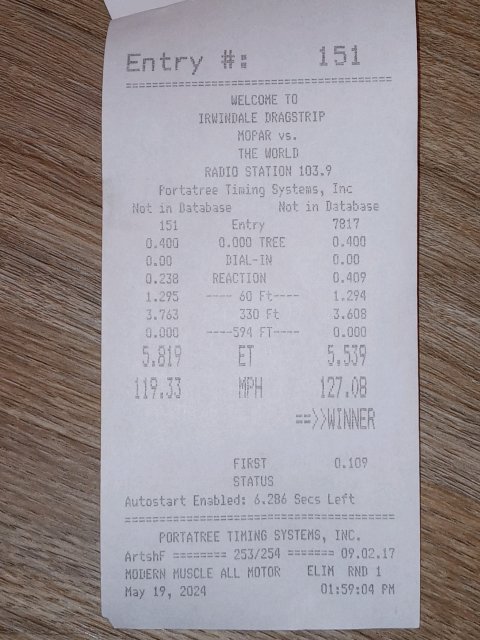 Entry #: 151
========================================
WELCOME TO
IRWINDALE DRAGSTRIP
MOPAR vs.
THE WORLD
RADIO STATION 103.9
Portatree Timing Systems, Inc
Not in Database Not in Database
151 Entry 7817
0.400 0.000 TREE 0.400
0.00 DIAL-IN 0.00
0.238 REACTION 0.409
1.295 ---- 60 Ft---- 1.294
3.763 330 Ft 3.608
0.000 ----594 FT---- 0.000
5.819 ET 5.539
119.33 MPH 127.08
==>>WINNER
FIRST 0.109
STATUS
Autostart Enabled: 6.286 Secs Left
========================================
PORTATREE TIMING SYSTEMS, INC.
ArtshF ======== 253/254 ======= 09.02.17
MODERN MUSCLE ALL MOTOR ELIM RND 1
May 19, 2024 01:59:04 PM